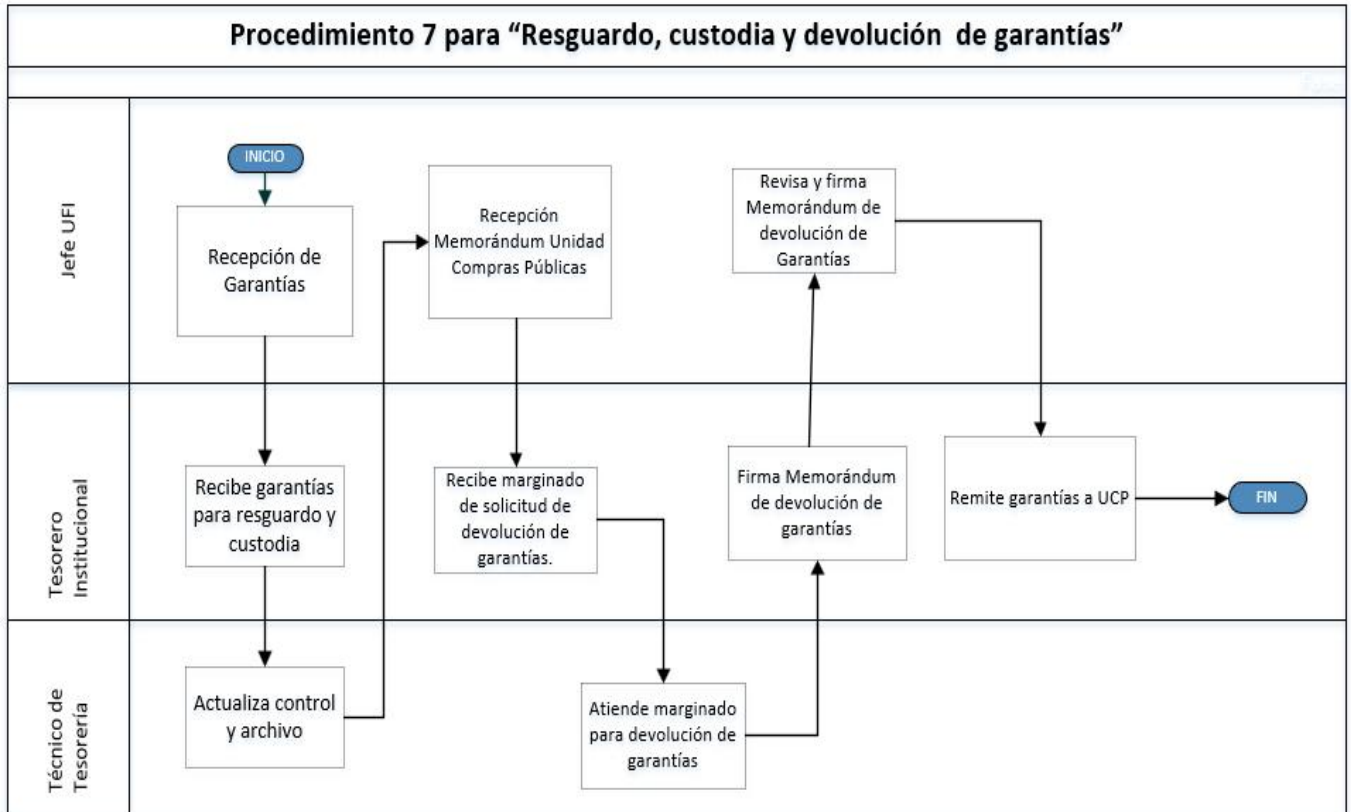 Procedimiento 7 para “Resguardo, custodia y devolución de garantías”
Jefe UFI
INICIO
Recepción de
Garantías
Recepción
Memorándum Unidad
Compras Públicas
Revisa y firma
Memorándum de
devolución de
Garantías
Tesorero
Institucional
Recibe garantías
para resguardo y
custodia
Recibe marginado
de solicitud de
devolución de
garantías.
Firma Memorándum
de devolución de
garantías
Remite garantías a UCP
FIN
Técnico de
Tesorería
Actualiza control
y archivo
Atiende marginado
para devolución de
garantías